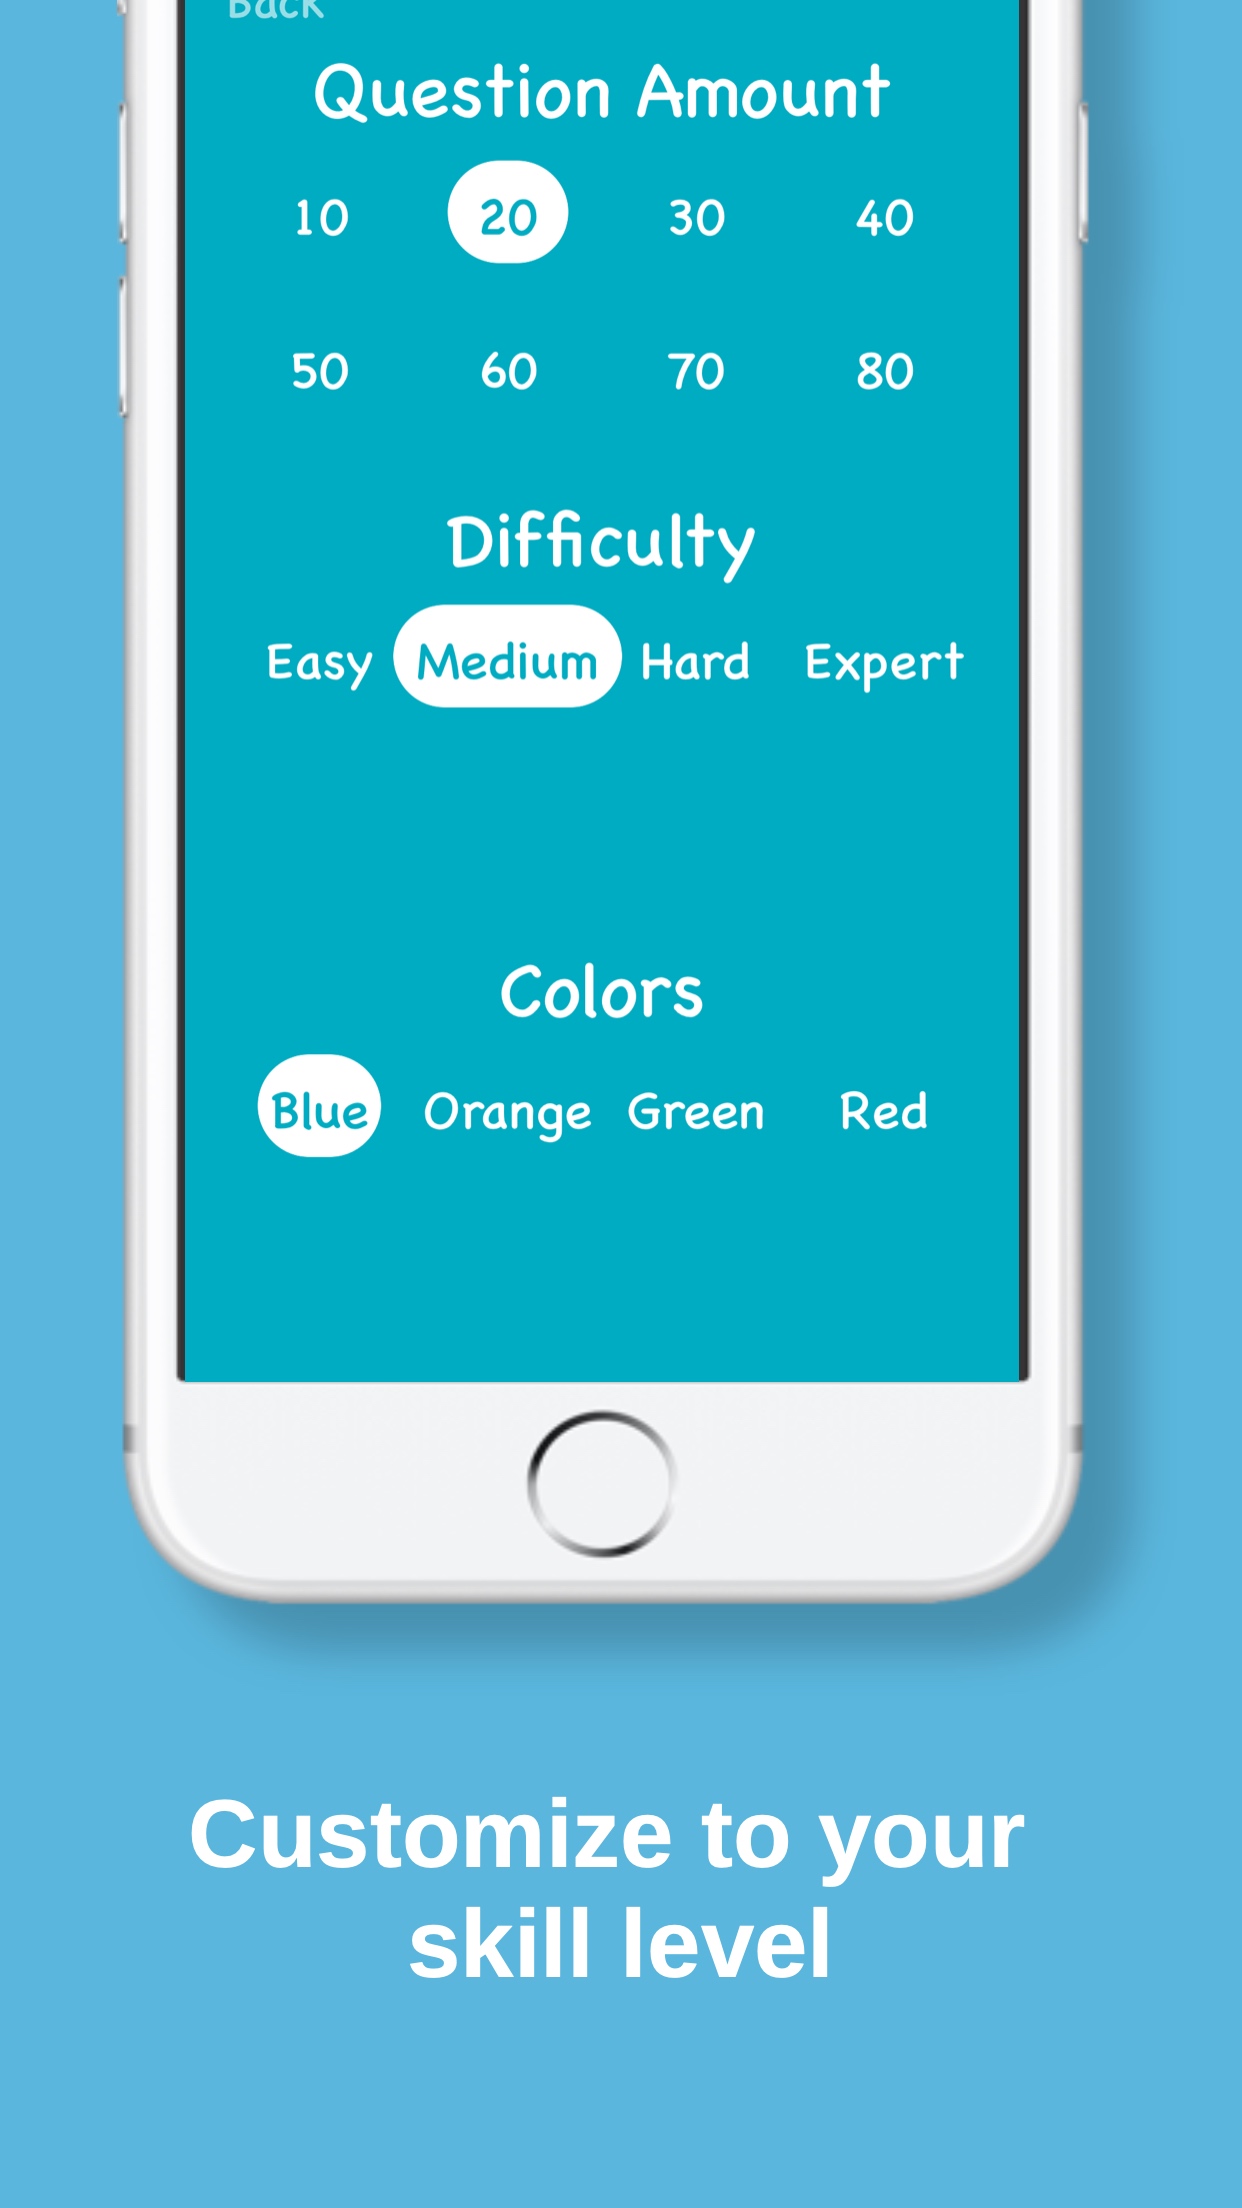 Back
Question Amount
10 20 30 40
50 60 70 80
Difficulty
Easy Medium Hard Expert
Colors
Blue Orange Green Red
Customize to your
skill level